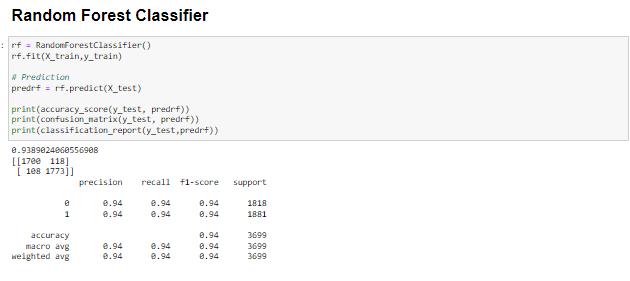 Random Forest Classifier
: rf = RandomForestClassifier()
rf.fit(X_train,y_train)
# Prediction
predrf = rf.predict(X_test)
print(accuracy_score(y_test, predrf))
print(confusion_matrix(y_test, predrf))
print(classification_report(y_test,predrf))
0.9389024060556908
[[1700 118]
[ 108 1773]]
precision recall f1-score support
0 0.94 0.94 0.94 1818
1 0.94 0.94 0.94 1881
accuracy 0.94 3699
macro avg 0.94 0.94 0.94 3699
weighted avg 0.94 0.94 0.94 3699